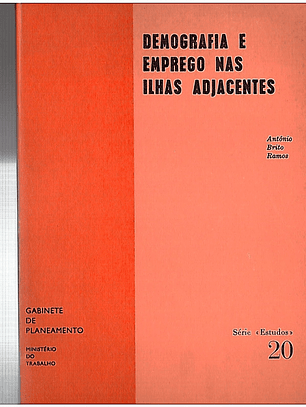 DEMOGRAFIA E
EMPREGO NAS
ILHAS ADJACENTES
António
Brito
Ramos
GABINETE
DE
PLANEAMENTO
MINISTÉRIO
DO
TRABALHO
Série «Estudos»
20